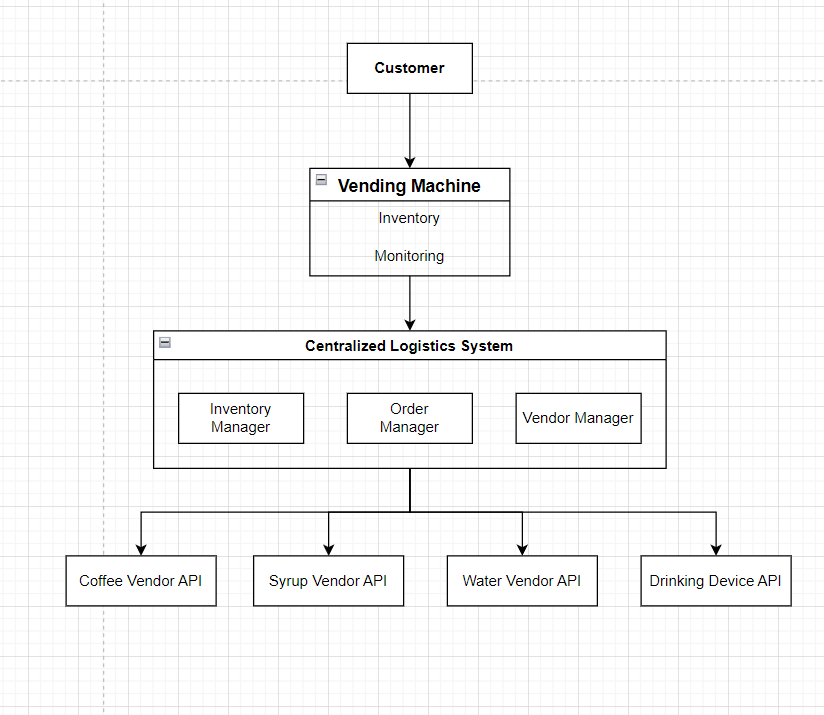 Customer
Vending Machine
Inventory
Monitoring
Centralized Logistics System
Inventory
Manager
Order
Manager
Vendor Manager
Coffee Vendor API
Syrup Vendor API
Water Vendor API
Drinking Device API